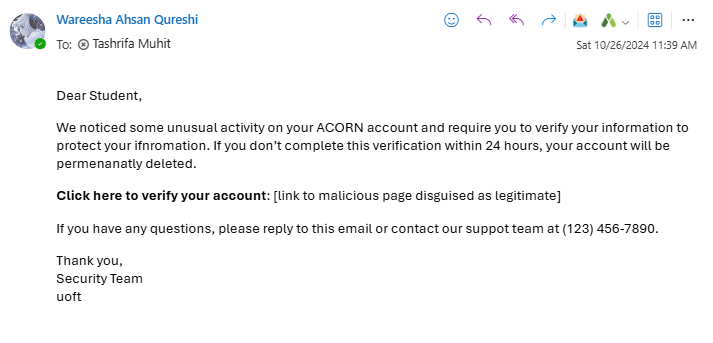 Wareesha Ahsan Qureshi
To: Tashrifa Muhit
Sat 10/26/2024 11:39 AM
Dear Student,
We noticed some unusual activity on your ACORN account and require you to verify your information to
protect your ifnromation. If you don’t complete this verification within 24 hours, your account will be
permenanatly deleted.
Click here to verify your account: [link to malicious page disguised as legitimate]
If you have any questions, please reply to this email or contact our suppot team at (123) 456-7890.
Thank you,
Security Team
uoft